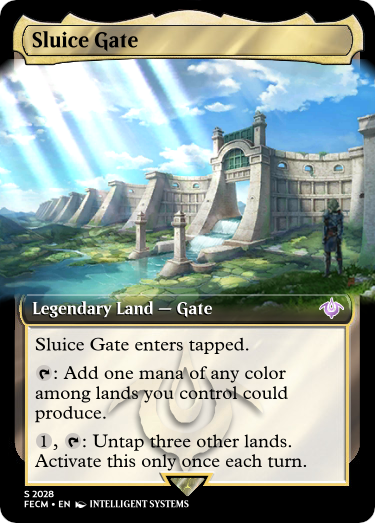 Sluice Gate
Legendary Land — Gate
Sluice Gate enters tapped.
: Add one mana of any color
among lands you control could
produce.
1, : Untap three other lands.
Activate this only once each turn.
S 2028
FECM • EN INTELLIGENT SYSTEMS